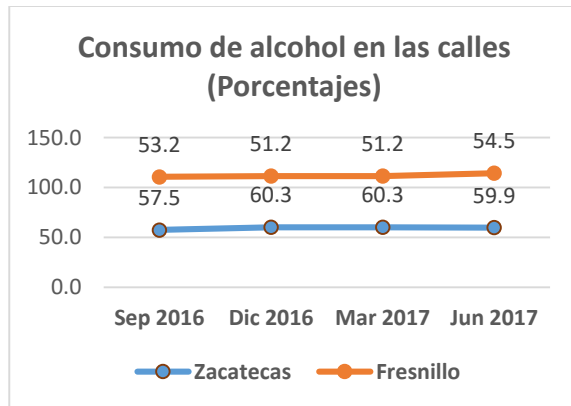 Consumo de alcohol en las calles
(Porcentajes)
53.2 51.2 51.2 54.5
150.0
100.0
57.5 60.3 60.3 59.9
50.0
0.0
Sep 2016 Dic 2016 Mar 2017 Jun 2017
Zacatecas Fresnillo